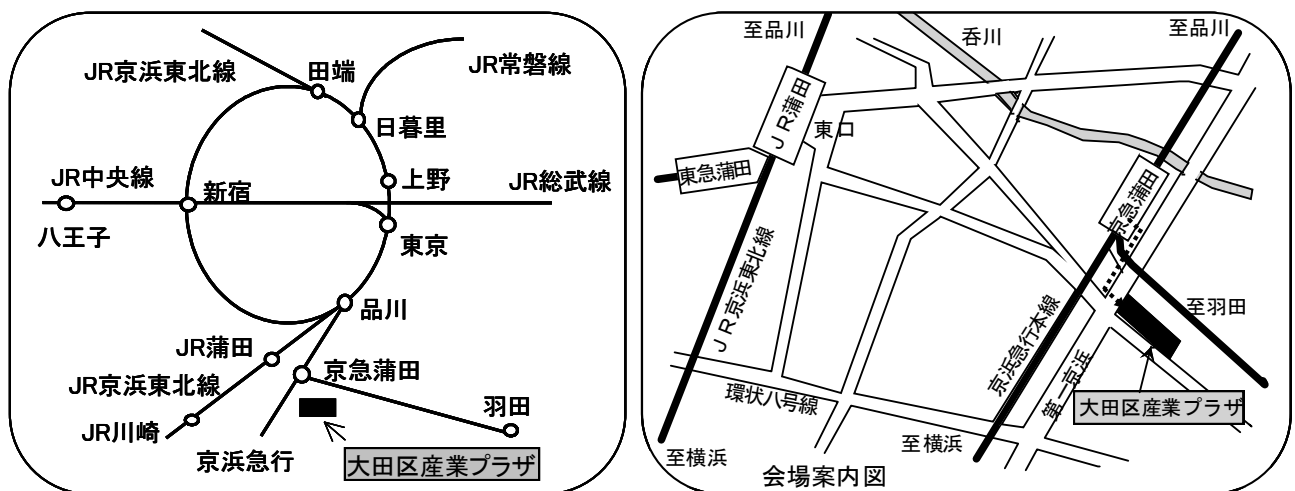 JR京浜東北線
田端
JR常磐線
日暮里
上野
JR中央線
新宿
JR総武線
八王子
東京
品川
JR蒲田
京急蒲田
JR京浜東北線
羽田
JR川崎
京浜急行
大田区産業プラザ
至品川
呑川
至品川
JR蒲田
東口
東急蒲田
京急蒲田
JR京浜東北線
至羽田
京浜急行本線
第一京浜
大田区産業プラザ
環状八号線
至横浜
至横浜
会場案内図